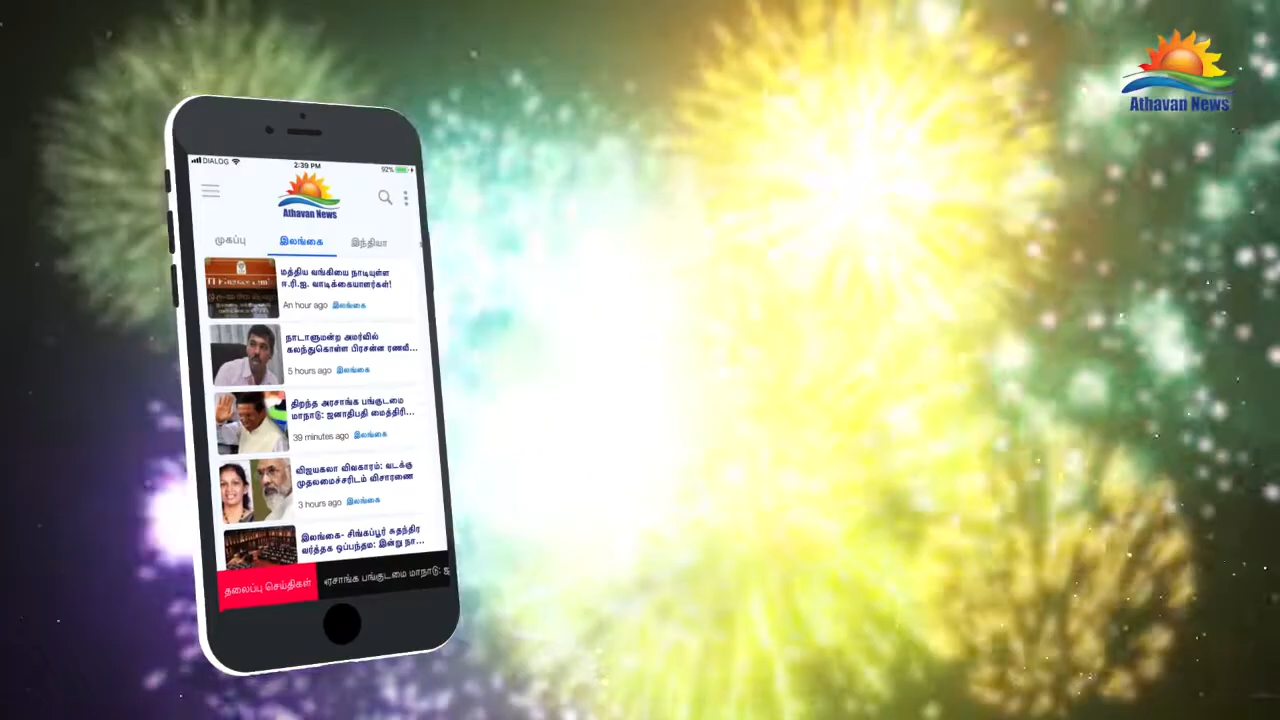 Athavan News
DIALOG
2:39 PM
92%
Athavan News
முகப்பு
இலங்கை
இந்தியா
மத்திய வங்கியை நாடியுள்ள
ஈ.ரி.ஐ. வாடிக்கையாளர்கள்!
An hour ago இலங்கை
நாடாளுமன்ற அமர்வில்
கலந்துகொள்ள பிரசன்ன ரணவீ...
5 hours ago இலங்கை
திறந்த அரசாங்க பங்குடமை
மாநாடு: ஜனாதிபதி மைத்திரி...
39 minutes ago இலங்கை
விஜயகலா விவகாரம்: வடக்கு
முதலமைச்சரிடம் விசாரணை
3 hours ago இலங்கை
இலங்கை- சிங்கப்பூர் சுதந்திர
வர்த்தக ஒப்பந்தம்: இன்று நா...
தலைப்பு செய்திகள்
அரசாங்க பங்குடமை மாநாடு: